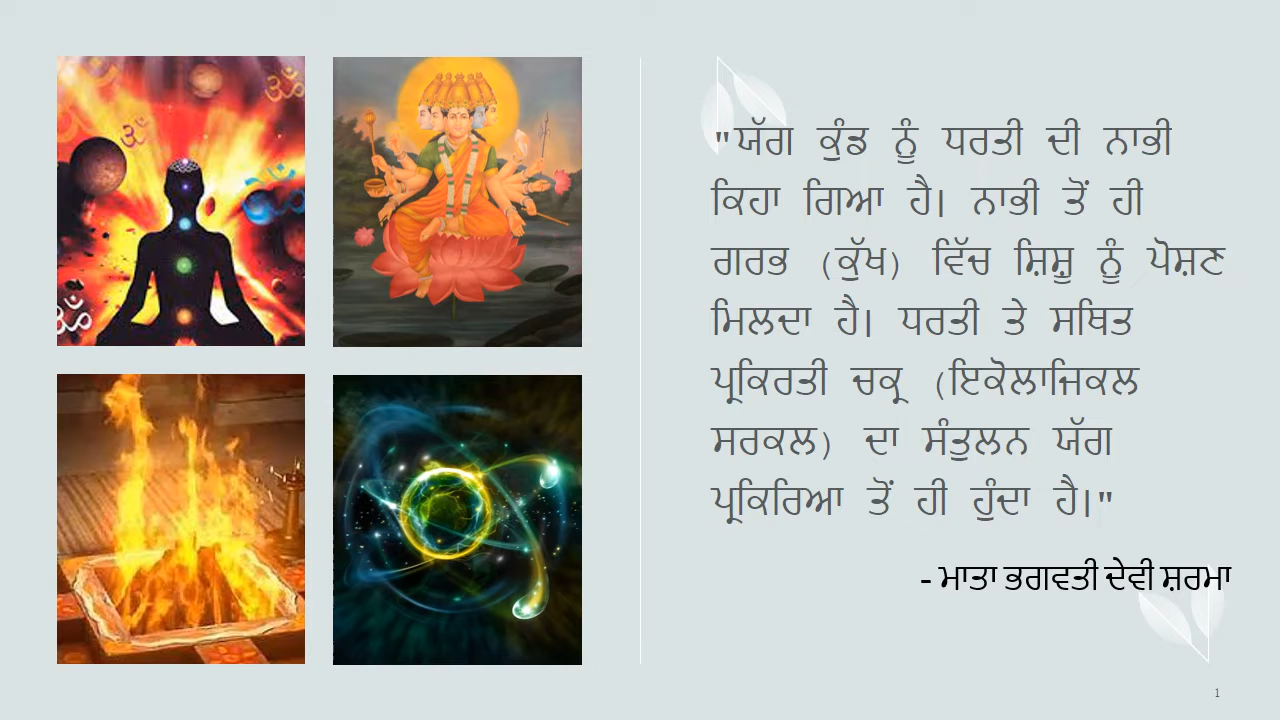 "ਯੱਗ ਕੁੰਡ ਨੂੰ ਧਰਤੀ ਦੀ ਨਾਭੀ
ਕਿਹਾ ਗਿਆ ਹੈ। ਨਾਭੀ ਤੋਂ ਹੀ
ਗਰਭ (ਕੁੱਖ) ਵਿੱਚ ਸ਼ਿਸ਼ੂ ਨੂੰ ਪੋਸ਼ਣ
ਮਿਲਦਾ ਹੈ। ਧਰਤੀ ਤੇ ਸਥਿਤ
ਪ੍ਰਕਿਰਤੀ ਚਕ੍ਰ (ਇਕੋਲਾਜਿਕਲ
ਸਰਕਲ) ਦਾ ਸੰਤੁਲਨ ਯੱਗ
ਪ੍ਰਕਿਰਿਆ ਤੋਂ ਹੀ ਹੁੰਦਾ ਹੈ।"
- ਮਾਤਾ ਭਗਵਤੀ ਦੇਵੀ ਸ਼ਰਮਾ
1